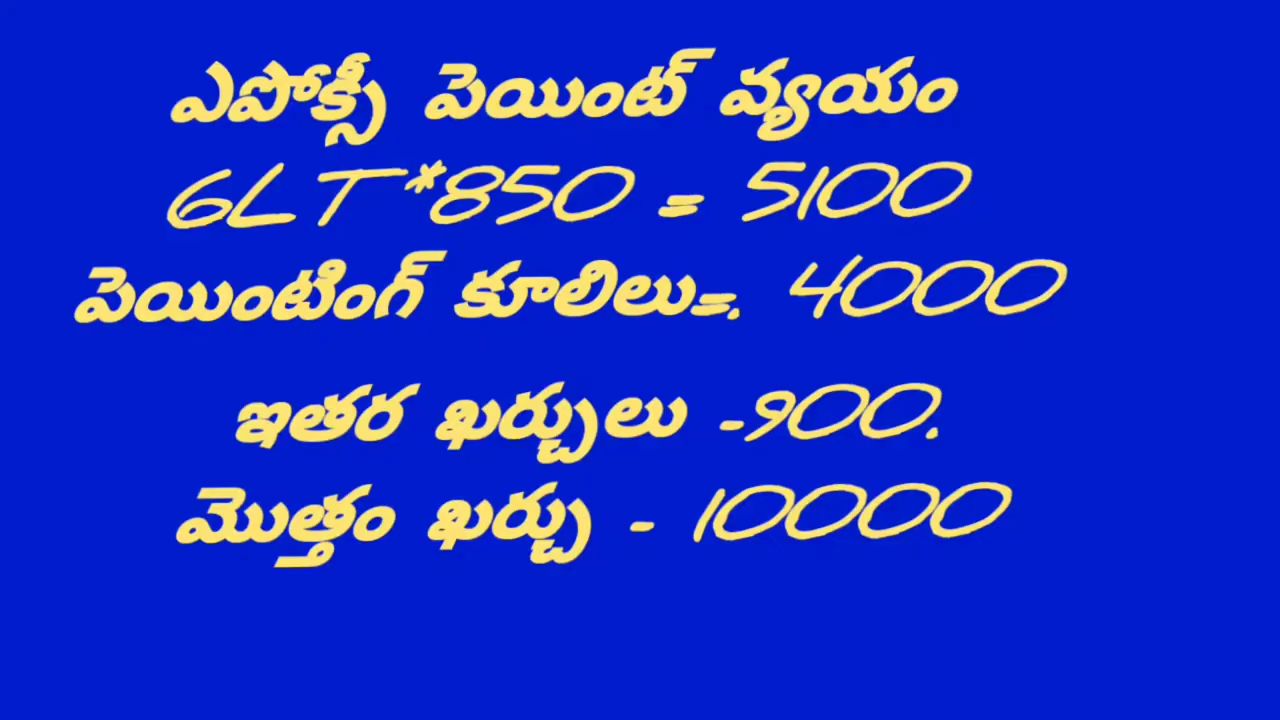 ఎపోక్సీ పెయింట్ వ్యయం
6LT*850 = 5100
పెయింటింగ్ కూలిలు=. 4000
ఇతర ఖర్చులు -900.
మొత్తం ఖర్చు - 10000